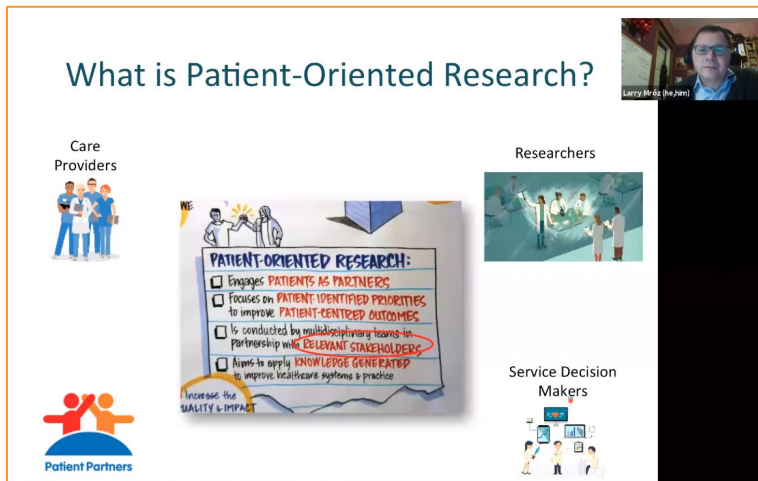 What is Patient-Oriented Research?
Larry Mróz (he,him)
Care
Providers
Researchers
WE
PATIENT-ORIENTED RESEARCH:
Engages PATIENTS AS PARTNERS
Focuses on PATIENT-IDENTIFIED PRIORITIES
to improve PATIENT-CENTRED OUTCOMES
Is conducted by multidisciplinary teams in
partnership with RELEVANT STAKEHOLDERS
Aims to apply KNOWLEDGE GENERATED
to improve healthcare systems & practice
Increase the
QUALITY & IMPACT
Service Decision
Makers
Patient Partners